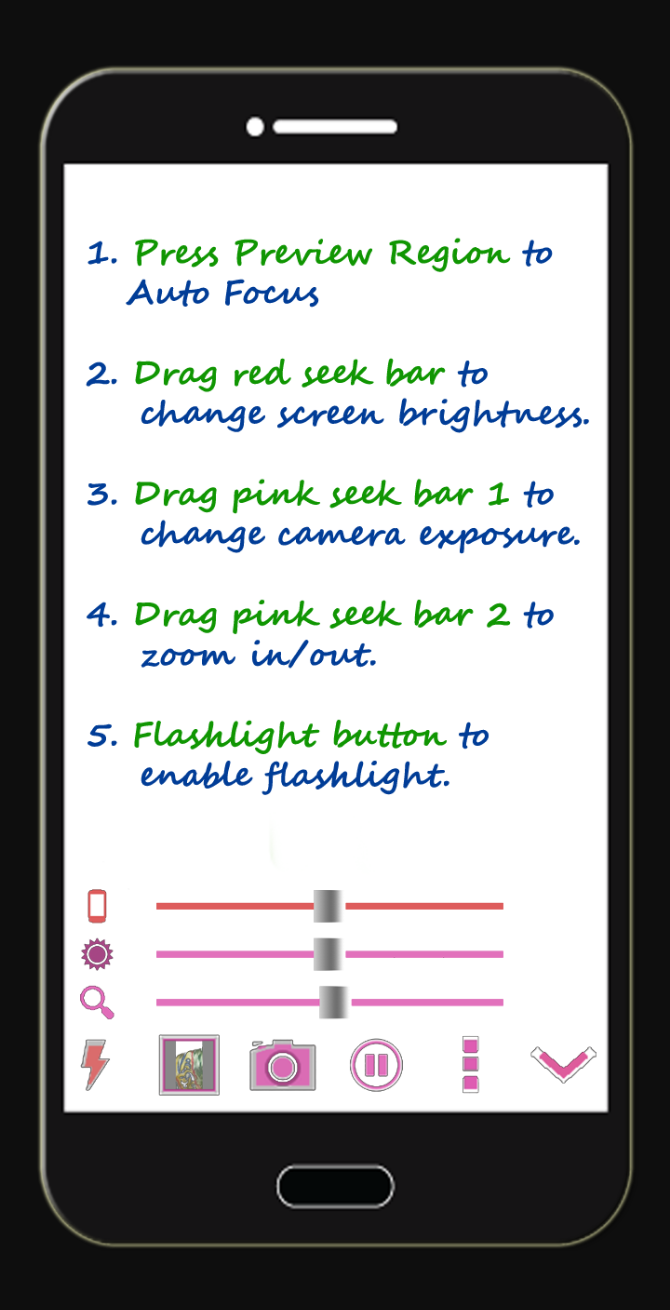 1. Press Preview Region to
Auto Focus
2. Drag red seek bar to
change screen brightness.
3. Drag pink seek bar 1 to
change camera exposure.
4. Drag pink seek bar 2 to
zoom in/out.
5. Flashlight button to
enable flashlight.